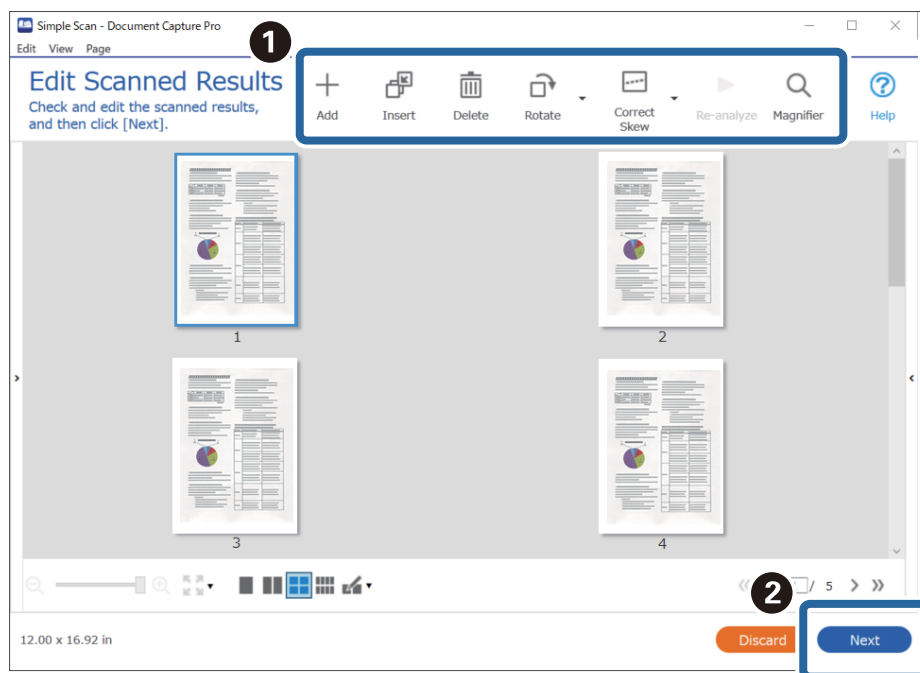 Simple Scan - Document Capture Pro
Edit View Page
1
Edit Scanned Results
Check and edit the scanned results,
and then click [Next].
Add Insert Delete Rotate Correct Skew Re-analyze Magnifier
Help
1
2
3
4
/ 5
2
12.00 x 16.92 in
Discard Next